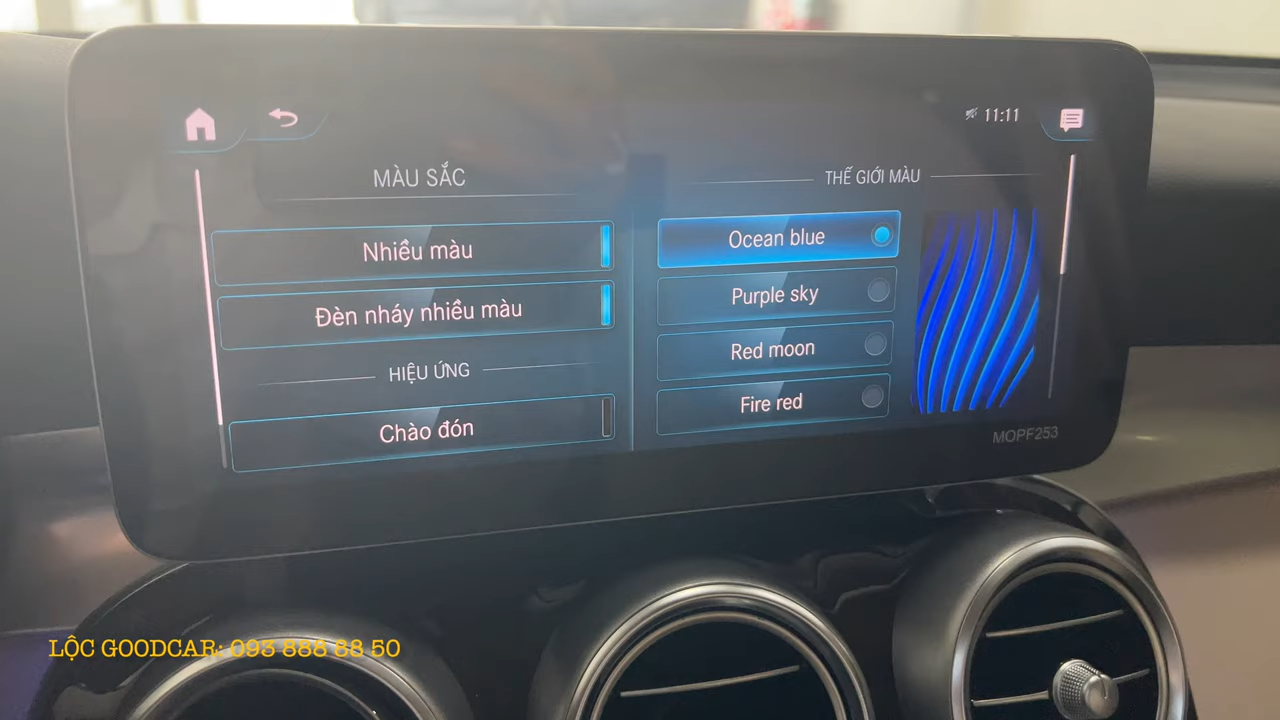 11:11
MÀU SẮC
Nhiều màu
Đèn nháy nhiều màu
HIỆU ỨNG
Chào đón
THẾ GIỚI MÀU
Ocean blue
Purple sky
Red moon
Fire red
MOPF253
LỘC GOODCAR: 093 888 88 50